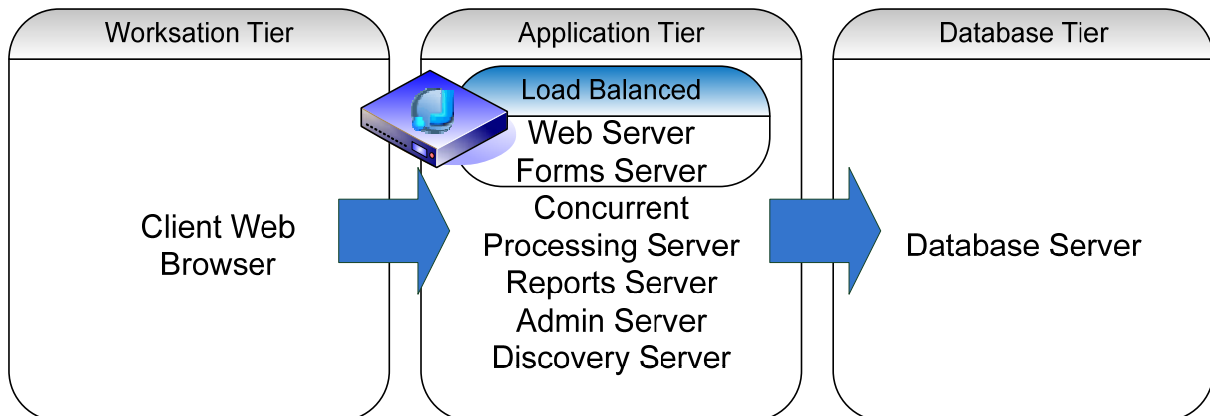 Worksation Tier
Client Web
Browser
Application Tier
Load Balanced
Web Server
Forms Server
Concurrent
Processing Server
Reports Server
Admin Server
Discovery Server
Database Tier
Database Server